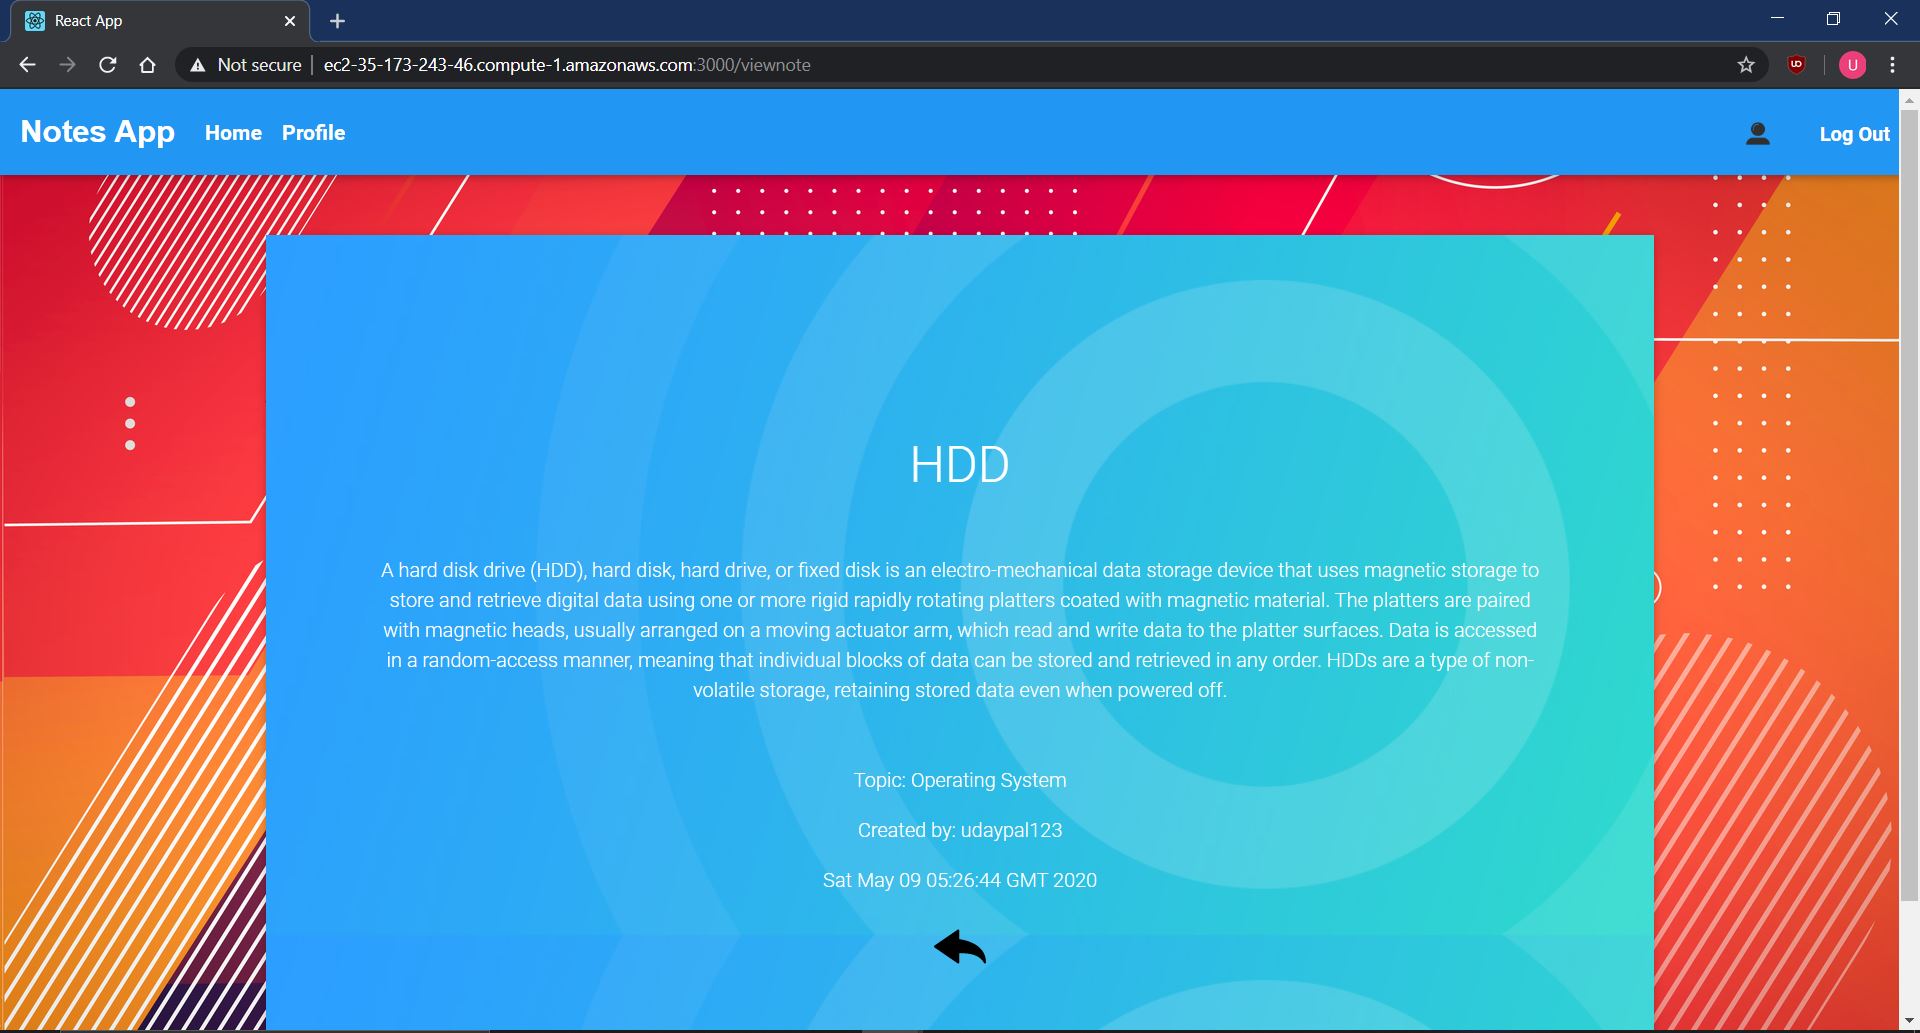 React App
Not secure
ec2-35-173-243-46.compute-1.amazonaws.com:3000/viewnote
U
Notes App
Home
Profile
Log Out
HDD
A hard disk drive (HDD), hard disk, hard drive, or fixed disk is an electro-mechanical data storage device that uses magnetic storage to
store and retrieve digital data using one or more rigid rapidly rotating platters coated with magnetic material. The platters are paired
with magnetic heads, usually arranged on a moving actuator arm, which read and write data to the platter surfaces. Data is accessed
in a random-access manner, meaning that individual blocks of data can be stored and retrieved in any order. HDDs are a type of non-
volatile storage, retaining stored data even when powered off.
Topic: Operating System
Created by: udaypal123
Sat May 09 05:26:44 GMT 2020